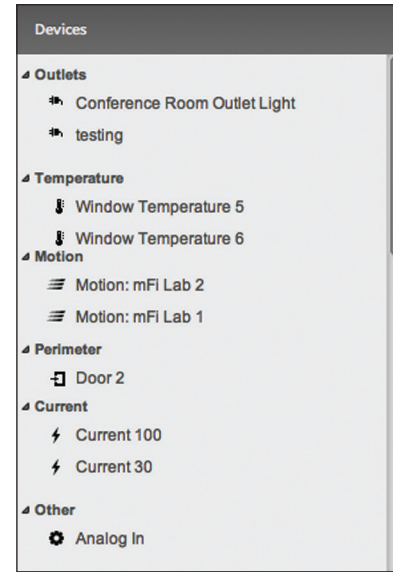 Devices
Outlets
Conference Room Outlet Light
testing
Temperature
Window Temperature 5
Window Temperature 6
Motion
Motion: mFi Lab 2
Motion: mFi Lab 1
Perimeter
Door 2
Current
Current 100
Current 30
Other
Analog In